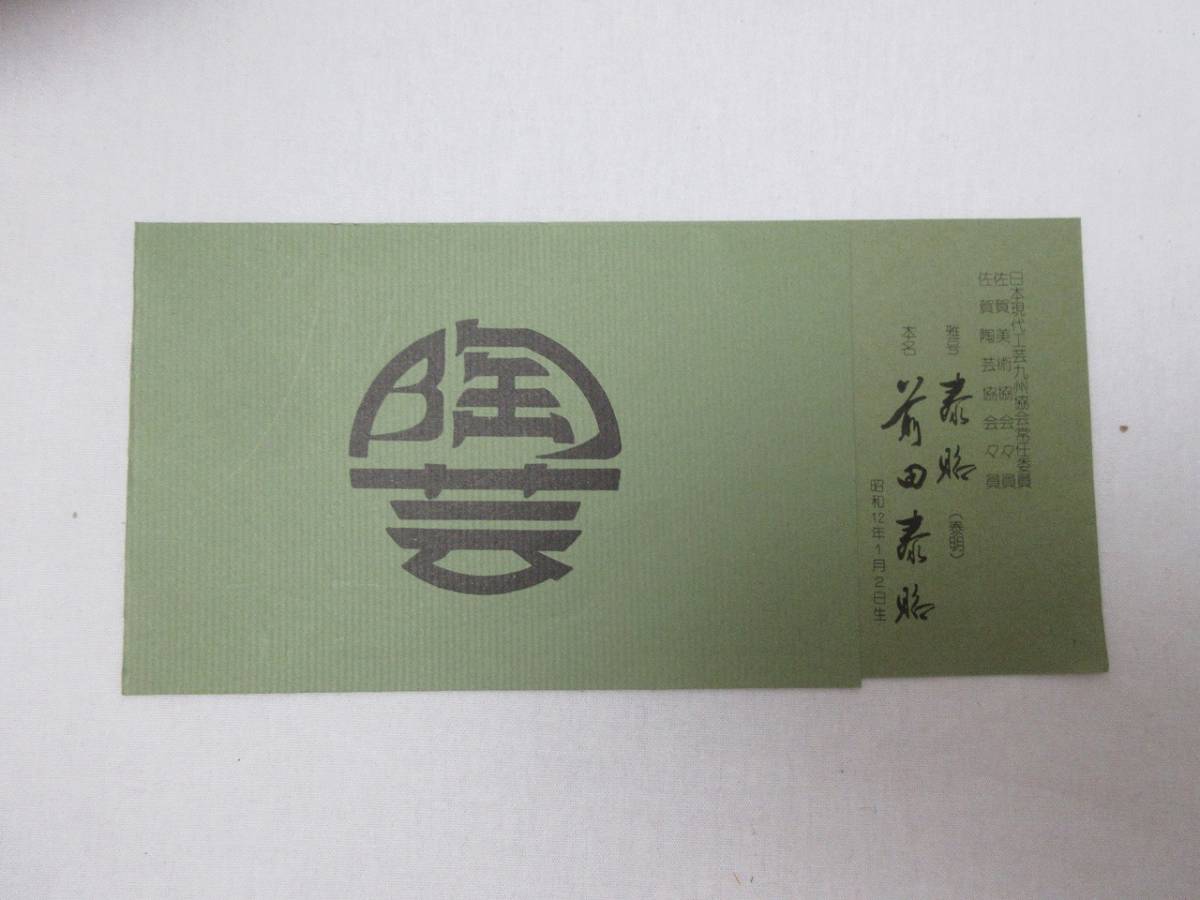 日本現代工芸九州協会常任委員
佐賀美術協会々員
佐賀陶芸協会々員
雅号 泰昭（泰明）
本名 前田泰昭
昭和12年1月2日生
陶芸